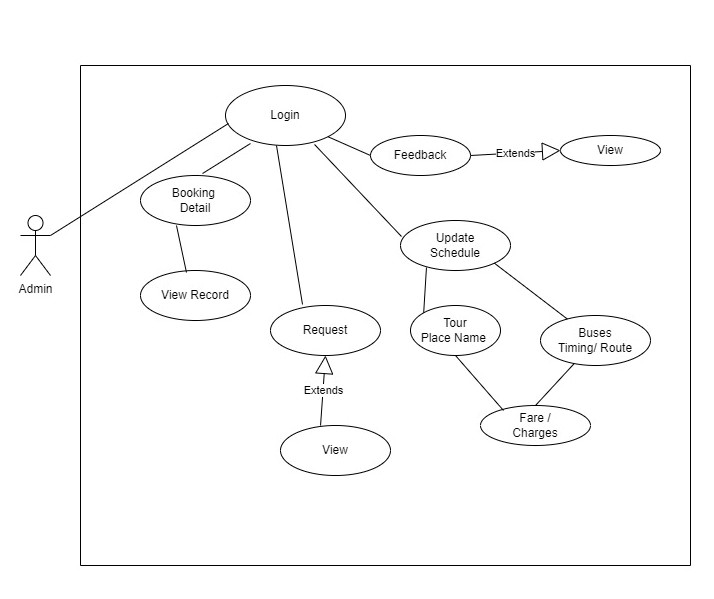 Login
Feedback
Extends
View
Booking
Detail
Update
Schedule
Admin
View Record
Request
Tour
Place Name
Buses
Timing/ Route
Extends
Fare /
Charges
View